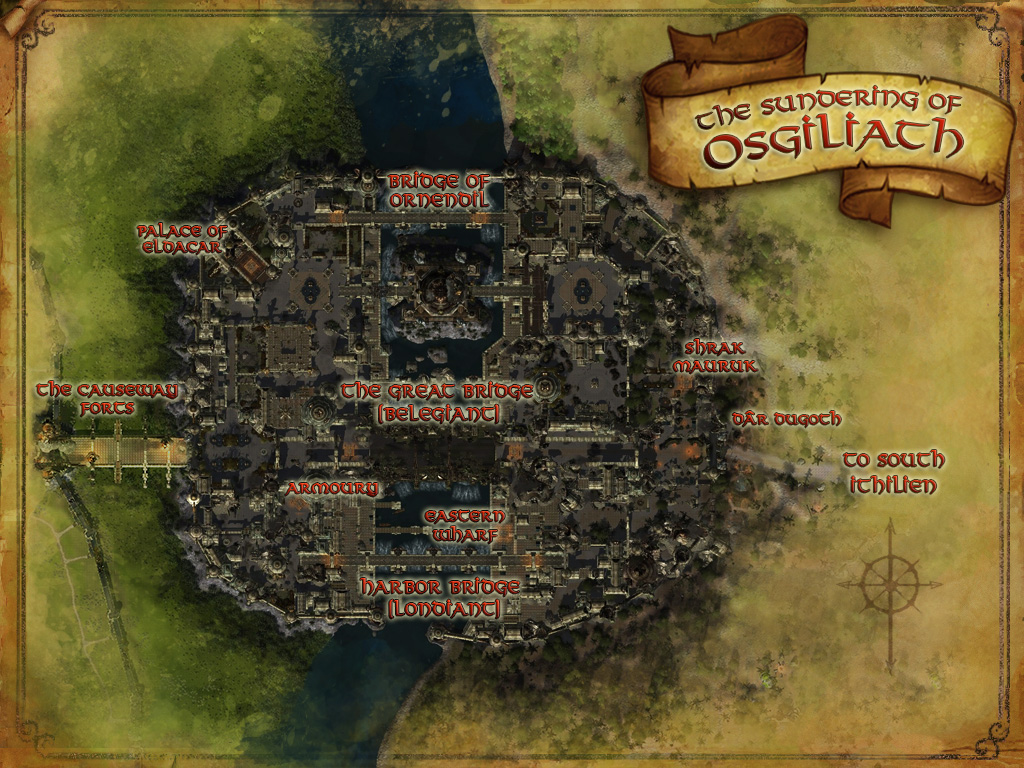 The Sundering of
Osgiliath
Bridge of
Ornendil
Palace of
Eldacar
Shrak
Mauruk
The Causeway
Forts
The Great Bridge
[Belegiant]
Dâr Dugoth
To South
Ithilien
Armoury
Eastern
Wharf
Harbor Bridge
[Londiant]